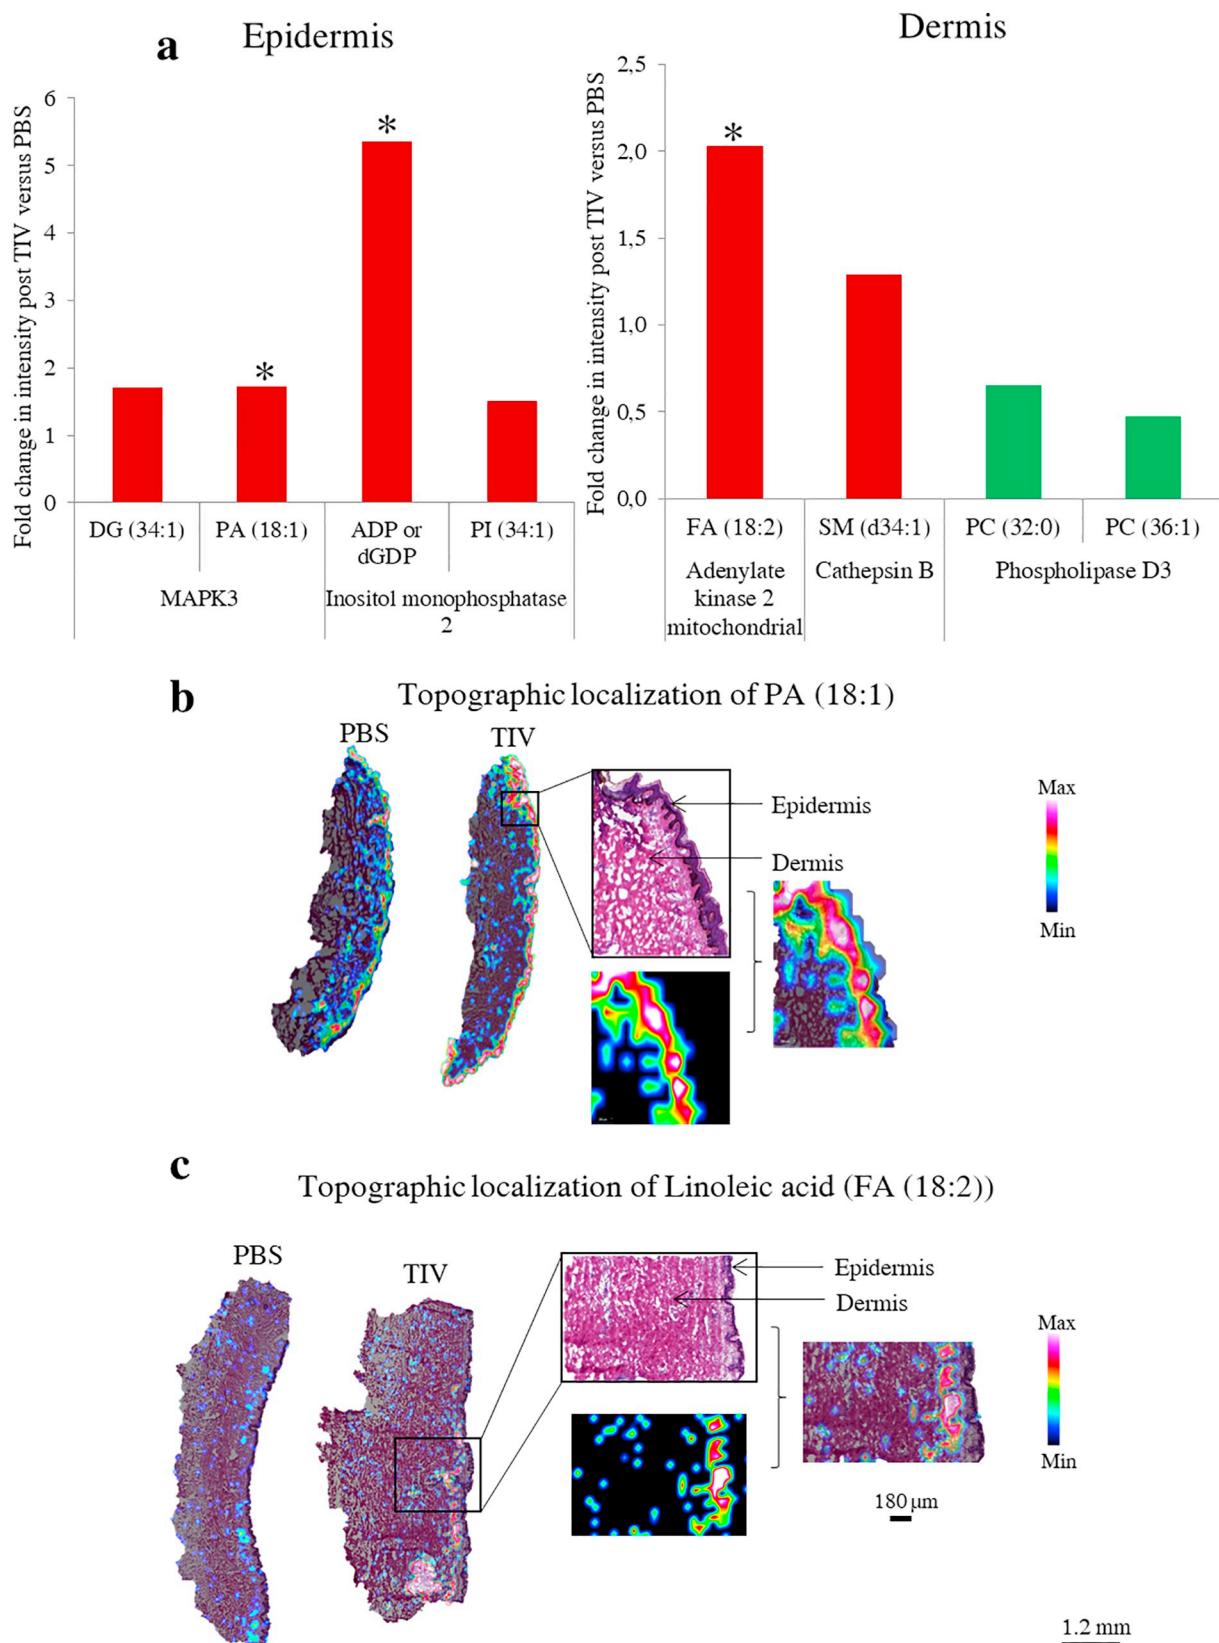 a
Epidermis
Fold change in intensity post TIV versus PBS
6
5
4
3
2
1
0
*
*
DG (34:1)
PA (18:1)
ADP or
dGDP
PI (34:1)
MAPK3
Inositol monophosphatase
2
Dermis
Fold change in intensity post TIV versus PBS
2,5
2,0
1,5
1,0
0,5
0,0
*
FA (18:2)
SM (d34:1)
PC (32:0)
PC (36:1)
Adenylate
kinase 2
mitochondrial
Cathepsin B
Phospholipase D3
b
Topographic localization of PA (18:1)
PBS
TIV
Epidermis
Dermis
Max
Min
c
Topographic localization of Linoleic acid (FA (18:2))
PBS
TIV
Epidermis
Dermis
Max
Min
180 µm
1.2 mm